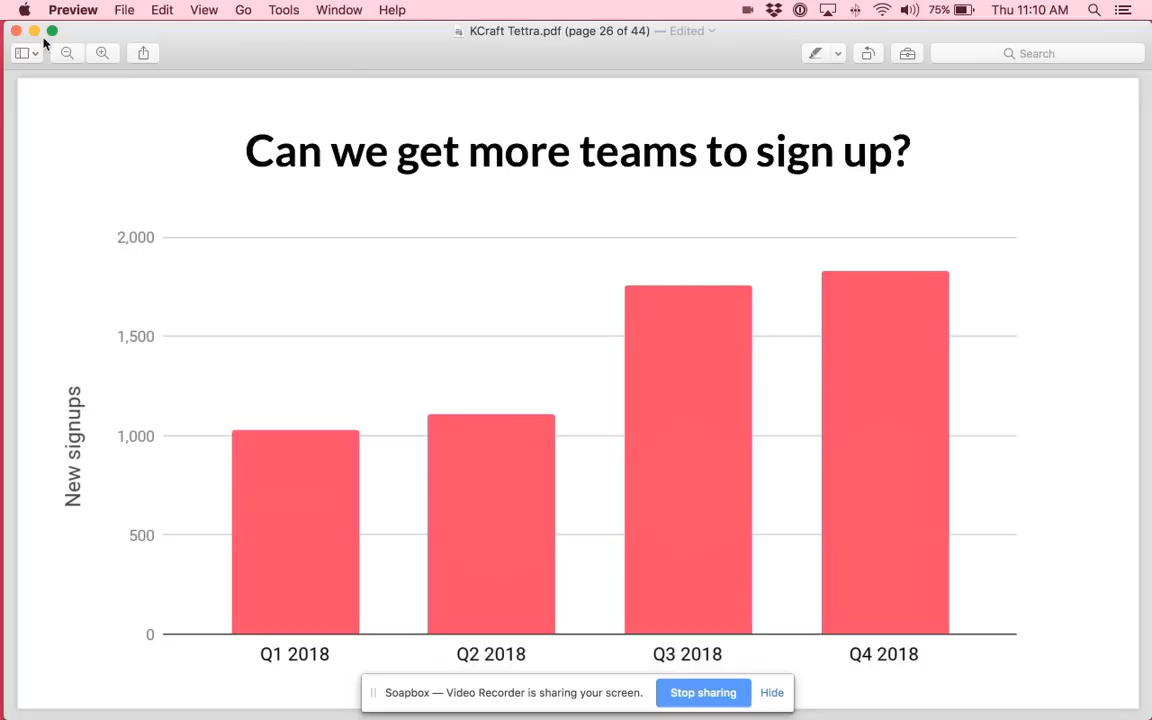 Preview File Edit View Go Tools Window Help 75% Thu 11:10 AM
KCraft Tettra.pdf (page 26 of 44) — Edited
Search
Can we get more teams to sign up?
2,000
1,500
1,000
500
0
New signups
Q1 2018 Q2 2018 Q3 2018 Q4 2018
Soapbox — Video Recorder is sharing your screen. Stop sharing Hide